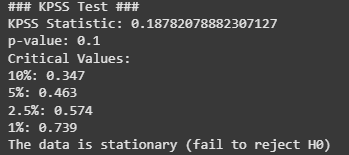 ### KPSS Test ###
KPSS Statistic: 0.18782078882307127
p-value: 0.1
Critical Values:
10%: 0.347
5%: 0.463
2.5%: 0.574
1%: 0.739
The data is stationary (fail to reject H0)